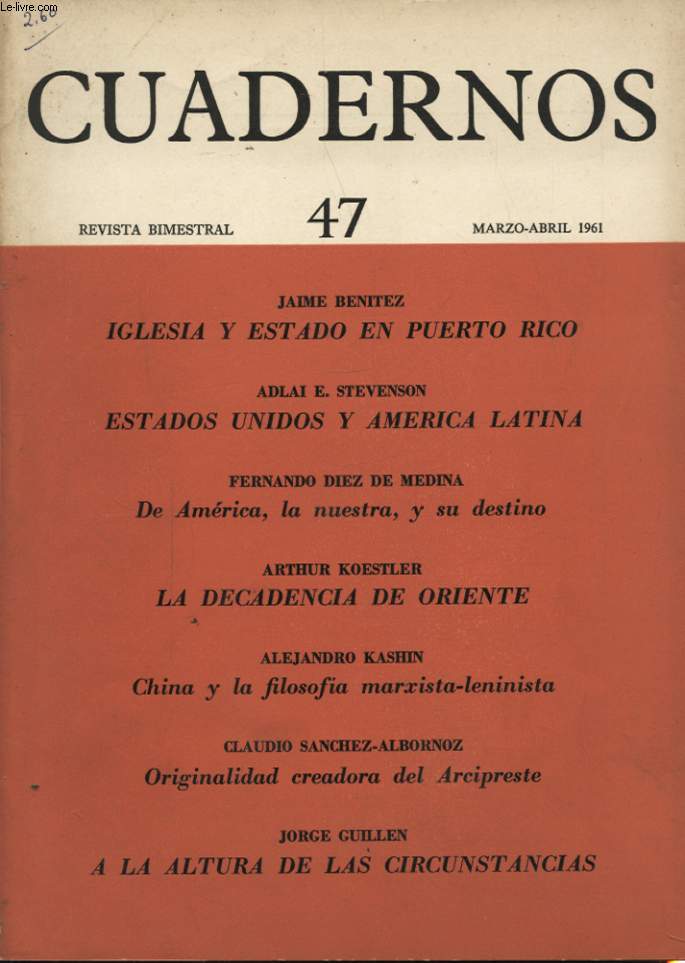 Le-livre.com
2.60
CUADERNOS
REVISTA BIMESTRAL 47 MARZO-ABRIL 1961
JAIME BENITEZ
IGLESIA Y ESTADO EN PUERTO RICO
ADLAI E. STEVENSON
ESTADOS UNIDOS Y AMERICA LATINA
FERNANDO DIEZ DE MEDINA
De América, la nuestra, y su destino
ARTHUR KOESTLER
LA DECADENCIA DE ORIENTE
ALEJANDRO KASHIN
China y la filosofía marxista-leninista
CLAUDIO SANCHEZ-ALBORNOZ
Originalidad creadora del Arcipreste
JORGE GUILLEN
A LA ALTURA DE LAS CIRCUNSTANCIAS